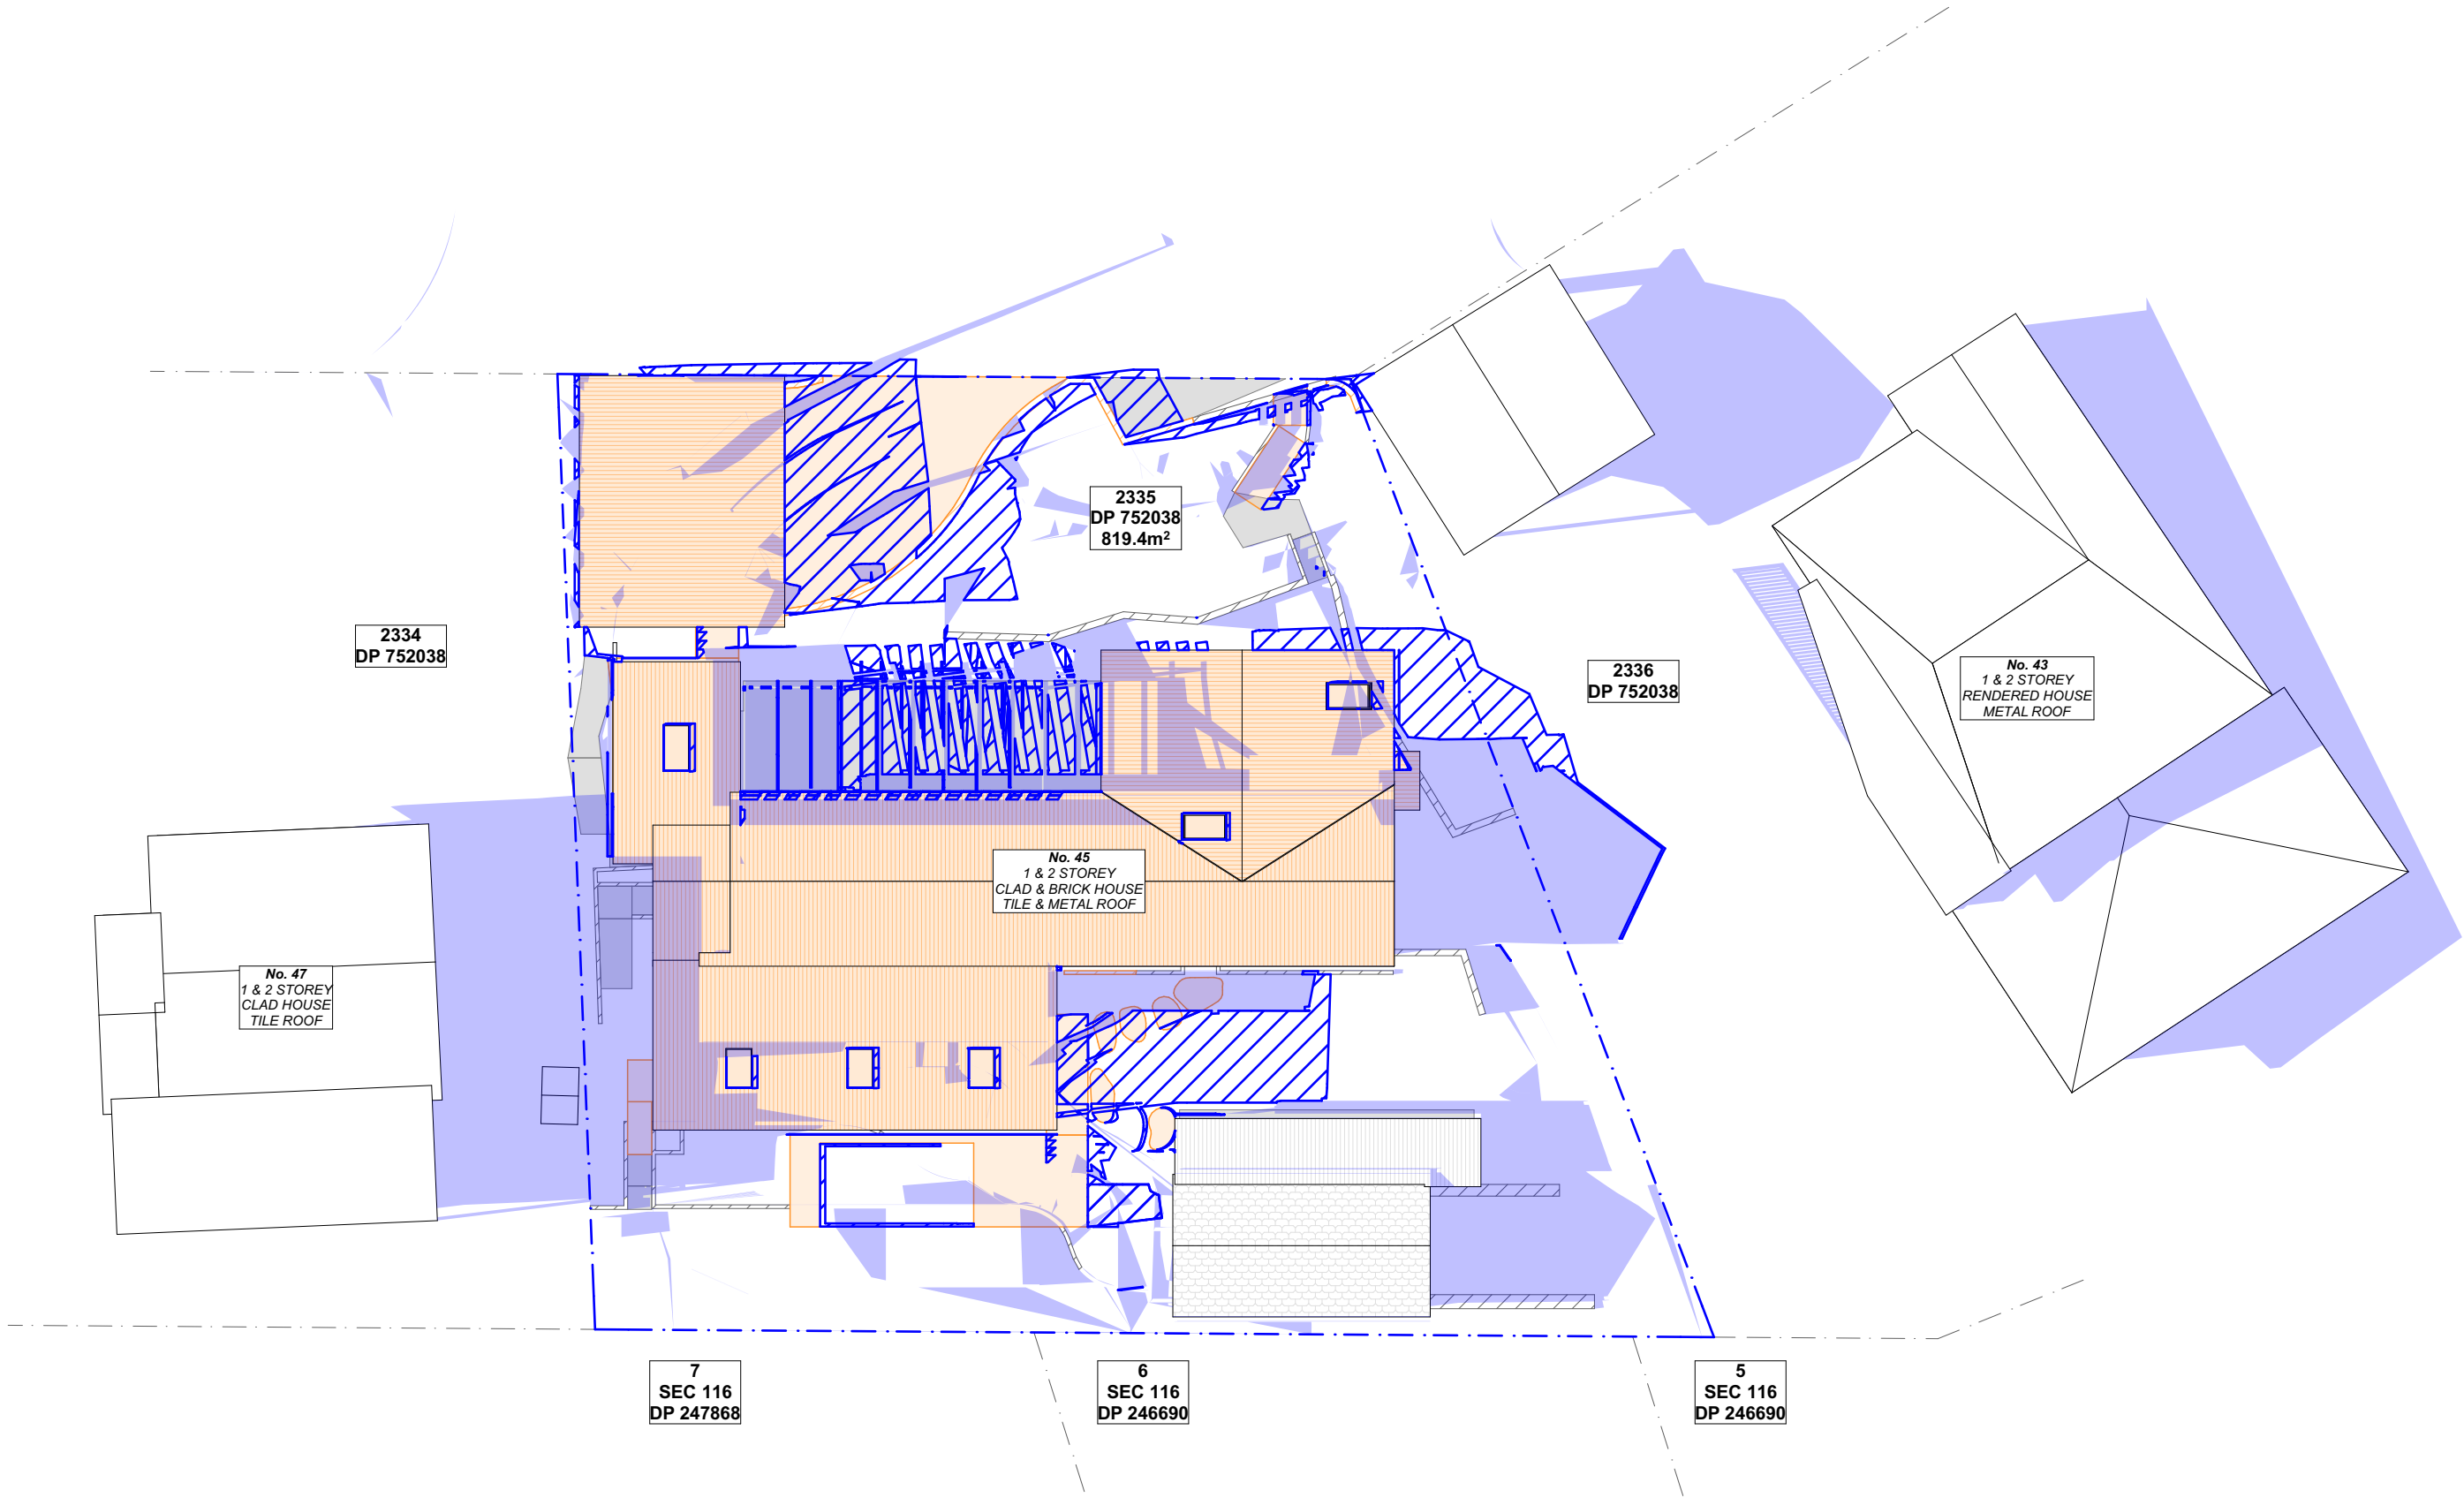 2335
DP 752038
819.4m²
2334
DP 752038
2336
DP 752038
No. 43
1 & 2 STOREY
RENDERED HOUSE
METAL ROOF
No. 45
1 & 2 STOREY
CLAD & BRICK HOUSE
TILE & METAL ROOF
No. 47
1 & 2 STOREY
CLAD HOUSE
TILE ROOF
7
SEC 116
DP 247868
6
SEC 116
DP 246690
5
SEC 116
DP 246690